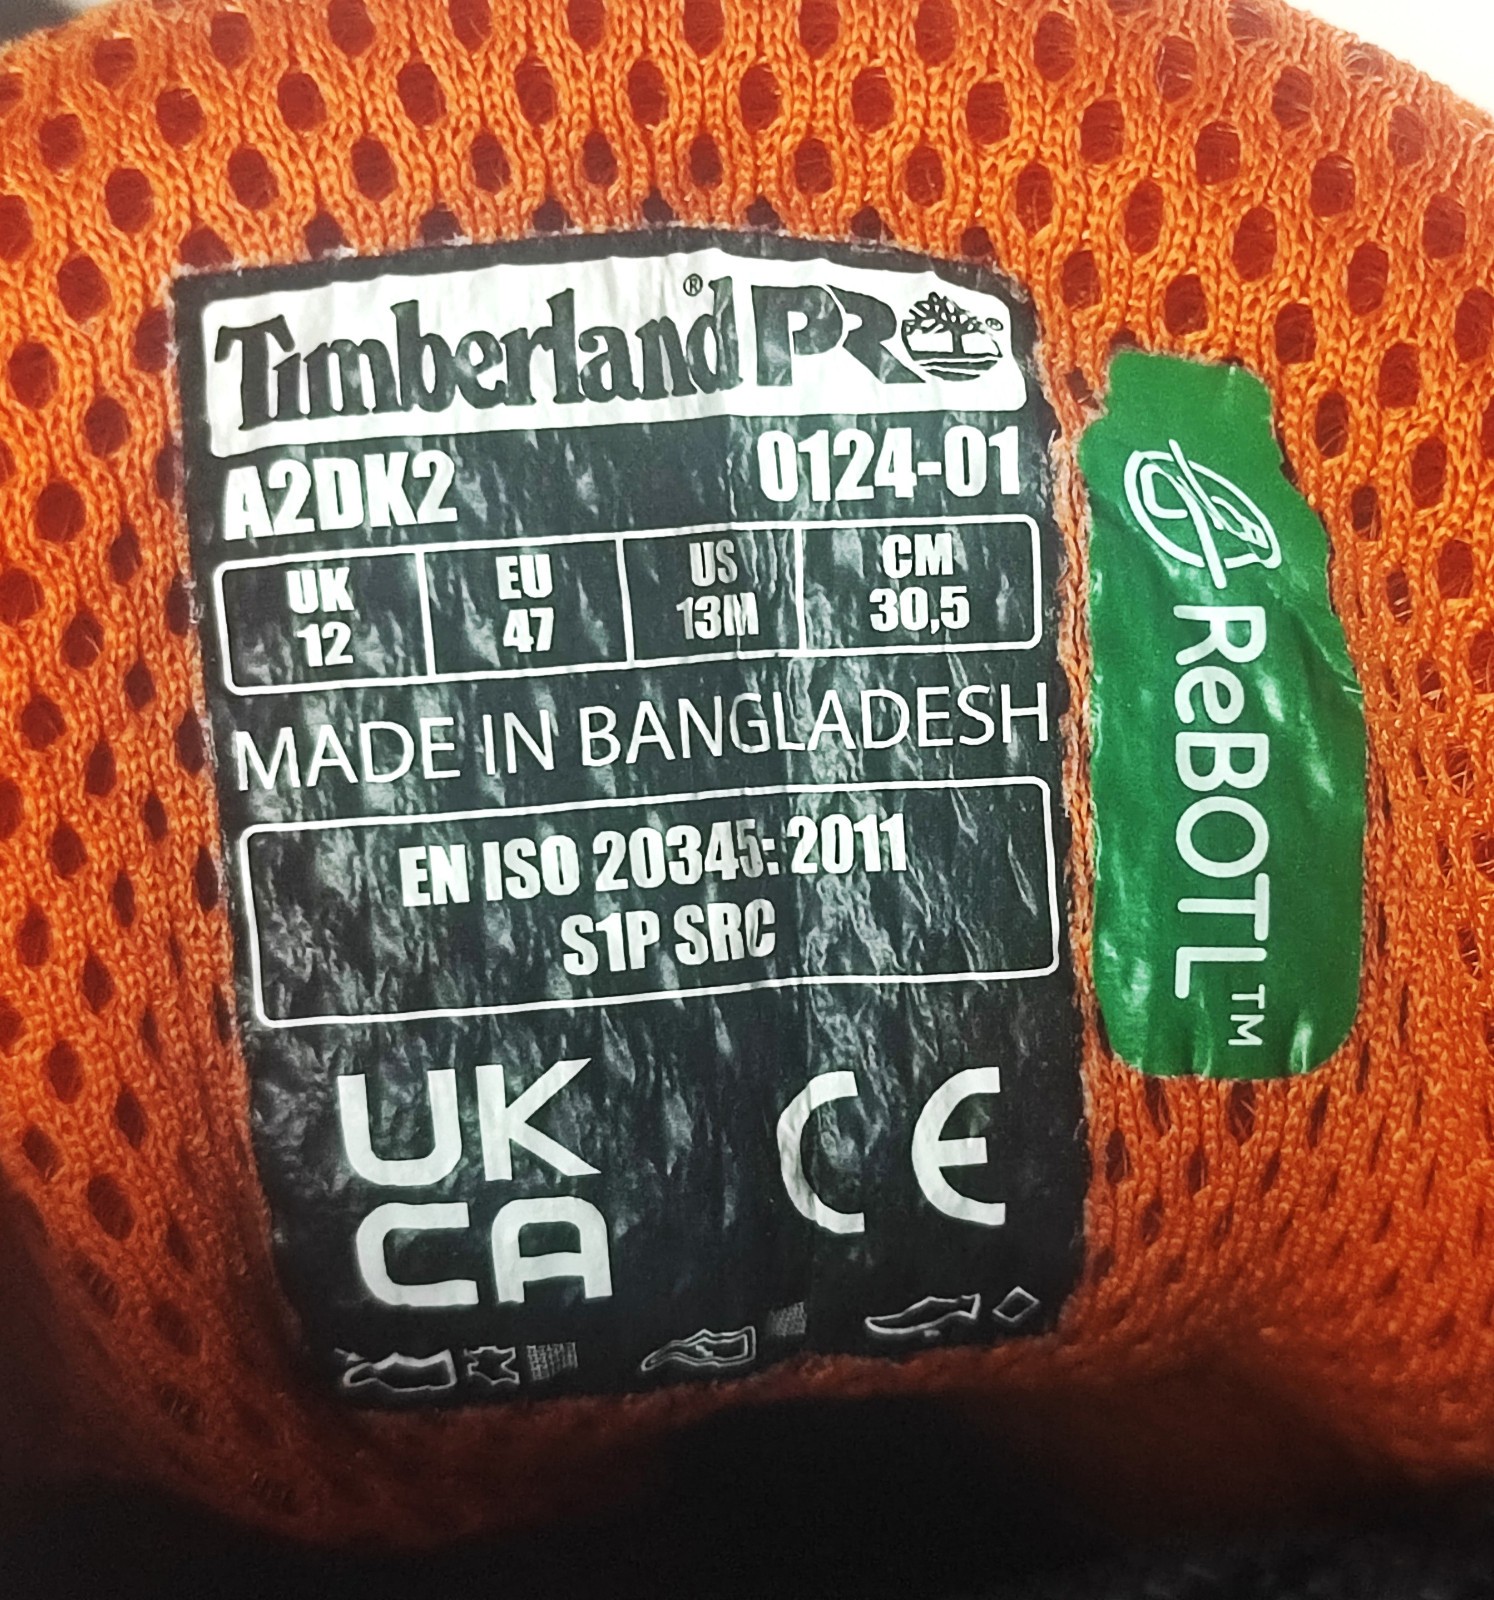 Timberland® PRO®
A2DK2 0124-01
UK EU US CM
12 47 13M 30,5
MADE IN BANGLADESH
EN ISO 20345:2011
S1P SRC
UK
CA
CE
ReBOTL™